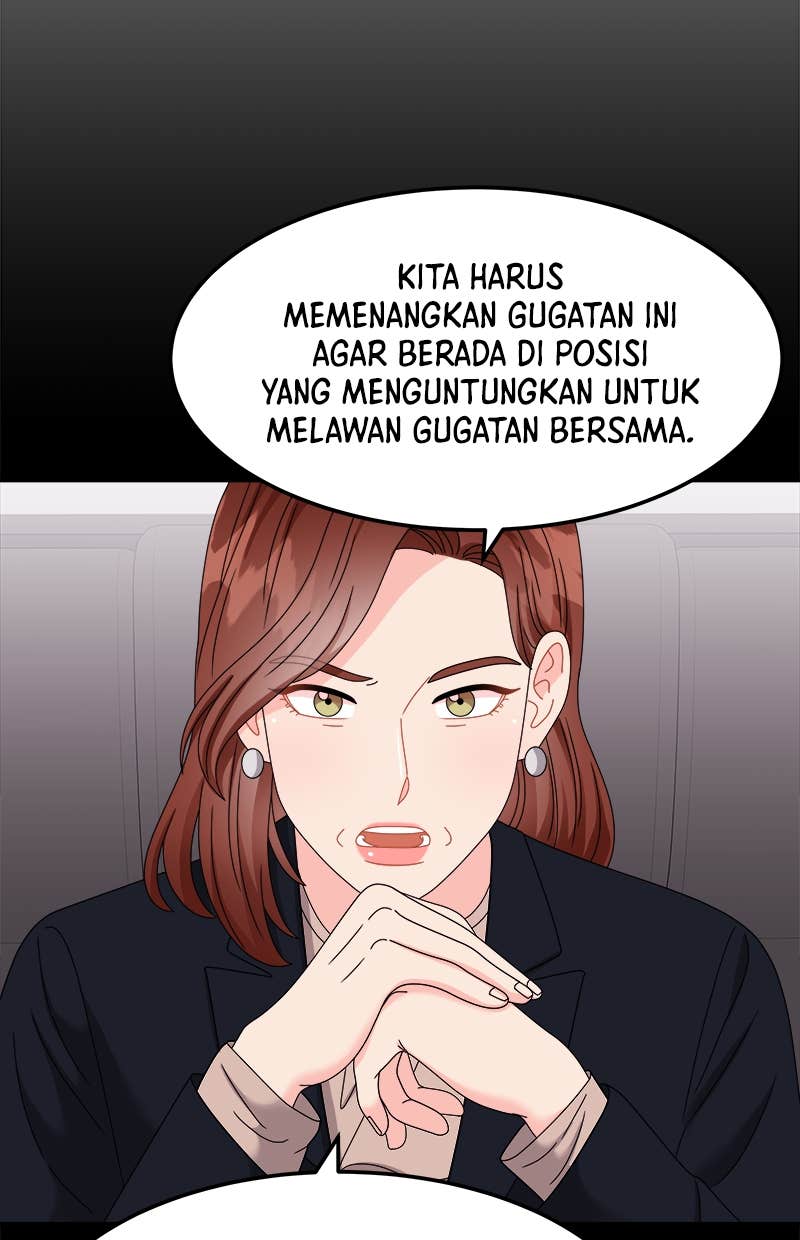 KITA HARUS
MEMENANGKAN GUGATAN INI
AGAR BERADA DI POSISI
YANG MENGUNTUNGKAN UNTUK
MELAWAN GUGATAN BERSAMA.